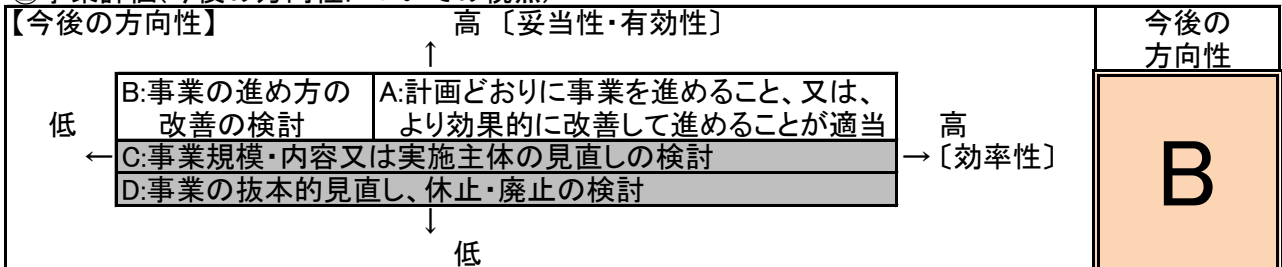 【今後の方向性】 高 〔妥当性・有効性〕 今後の
方向性
↑
B:事業の進め方の
改善の検討
A:計画どおりに事業を進めること、又は、
より効果的に改善して進めることが適当
低
←
C:事業規模・内容又は実施主体の見直しの検討
D:事業の抜本的見直し、休止・廃止の検討
高
→〔効率性〕
↓
低
B